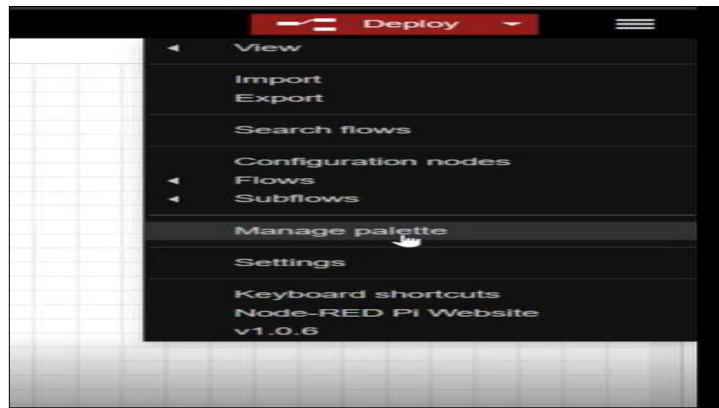 Deploy
View
Import
Export
Search flows
Configuration nodes
Flows
Subflows
Manage palette
Settings
Keyboard shortcuts
Node-RED Pi Website
v1.0.6